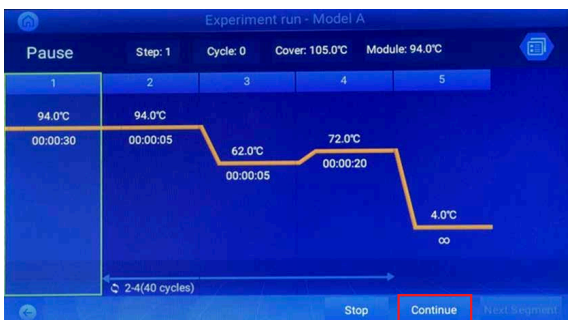 Experiment run - Model A
Pause Step: 1 Cycle: 0 Cover: 105.0℃ Module: 94.0℃
1 2 3 4 5
94.0℃ 94.0℃
00:00:30 00:00:05
62.0℃ 72.0℃
00:00:05 00:00:20
4.0℃
∞
2-4(40 cycles)
Stop Continue Next Segment